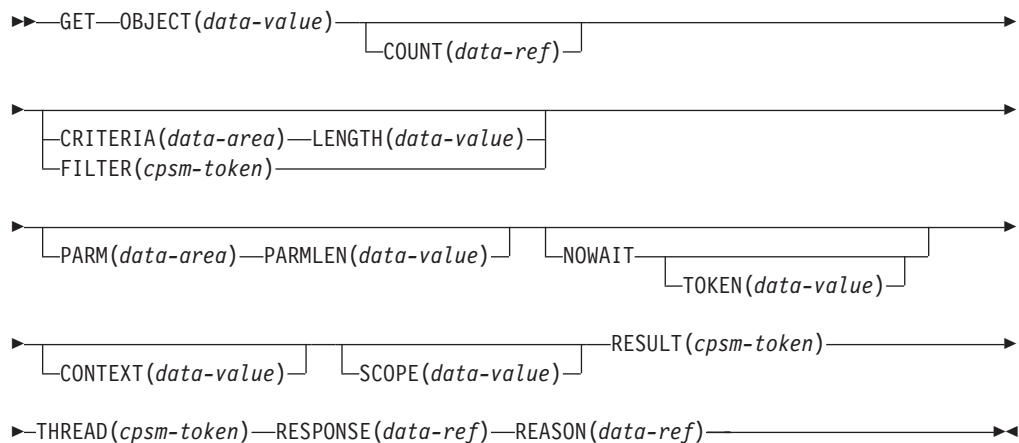 GET OBJECT(data-value)
COUNT(data-ref)
CRITERIA(data-area) LENGTH(data-value)
FILTER(cpsm-token)
PARM(data-area) PARMLEN(data-value) NOWAIT
TOKEN(data-value)
RESULT(cpsm-token)
CONTEXT(data-value) SCOPE(data-value)
THREAD(cpsm-token) RESPONSE(data-ref) REASON(data-ref)